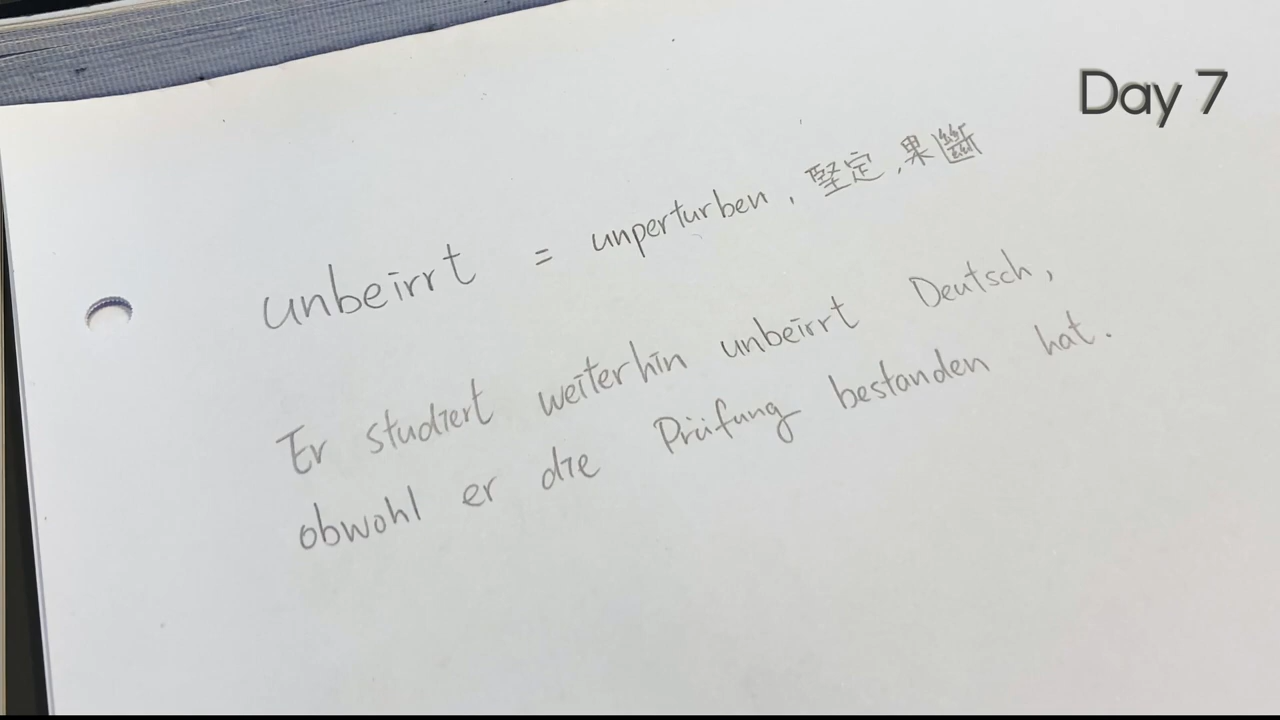 Day 7
unbeirrt = unperturben, 堅定, 果斷
Er studiert weiterhin unbeirrt Deutsch,
obwohl er die Prüfung bestanden hat.